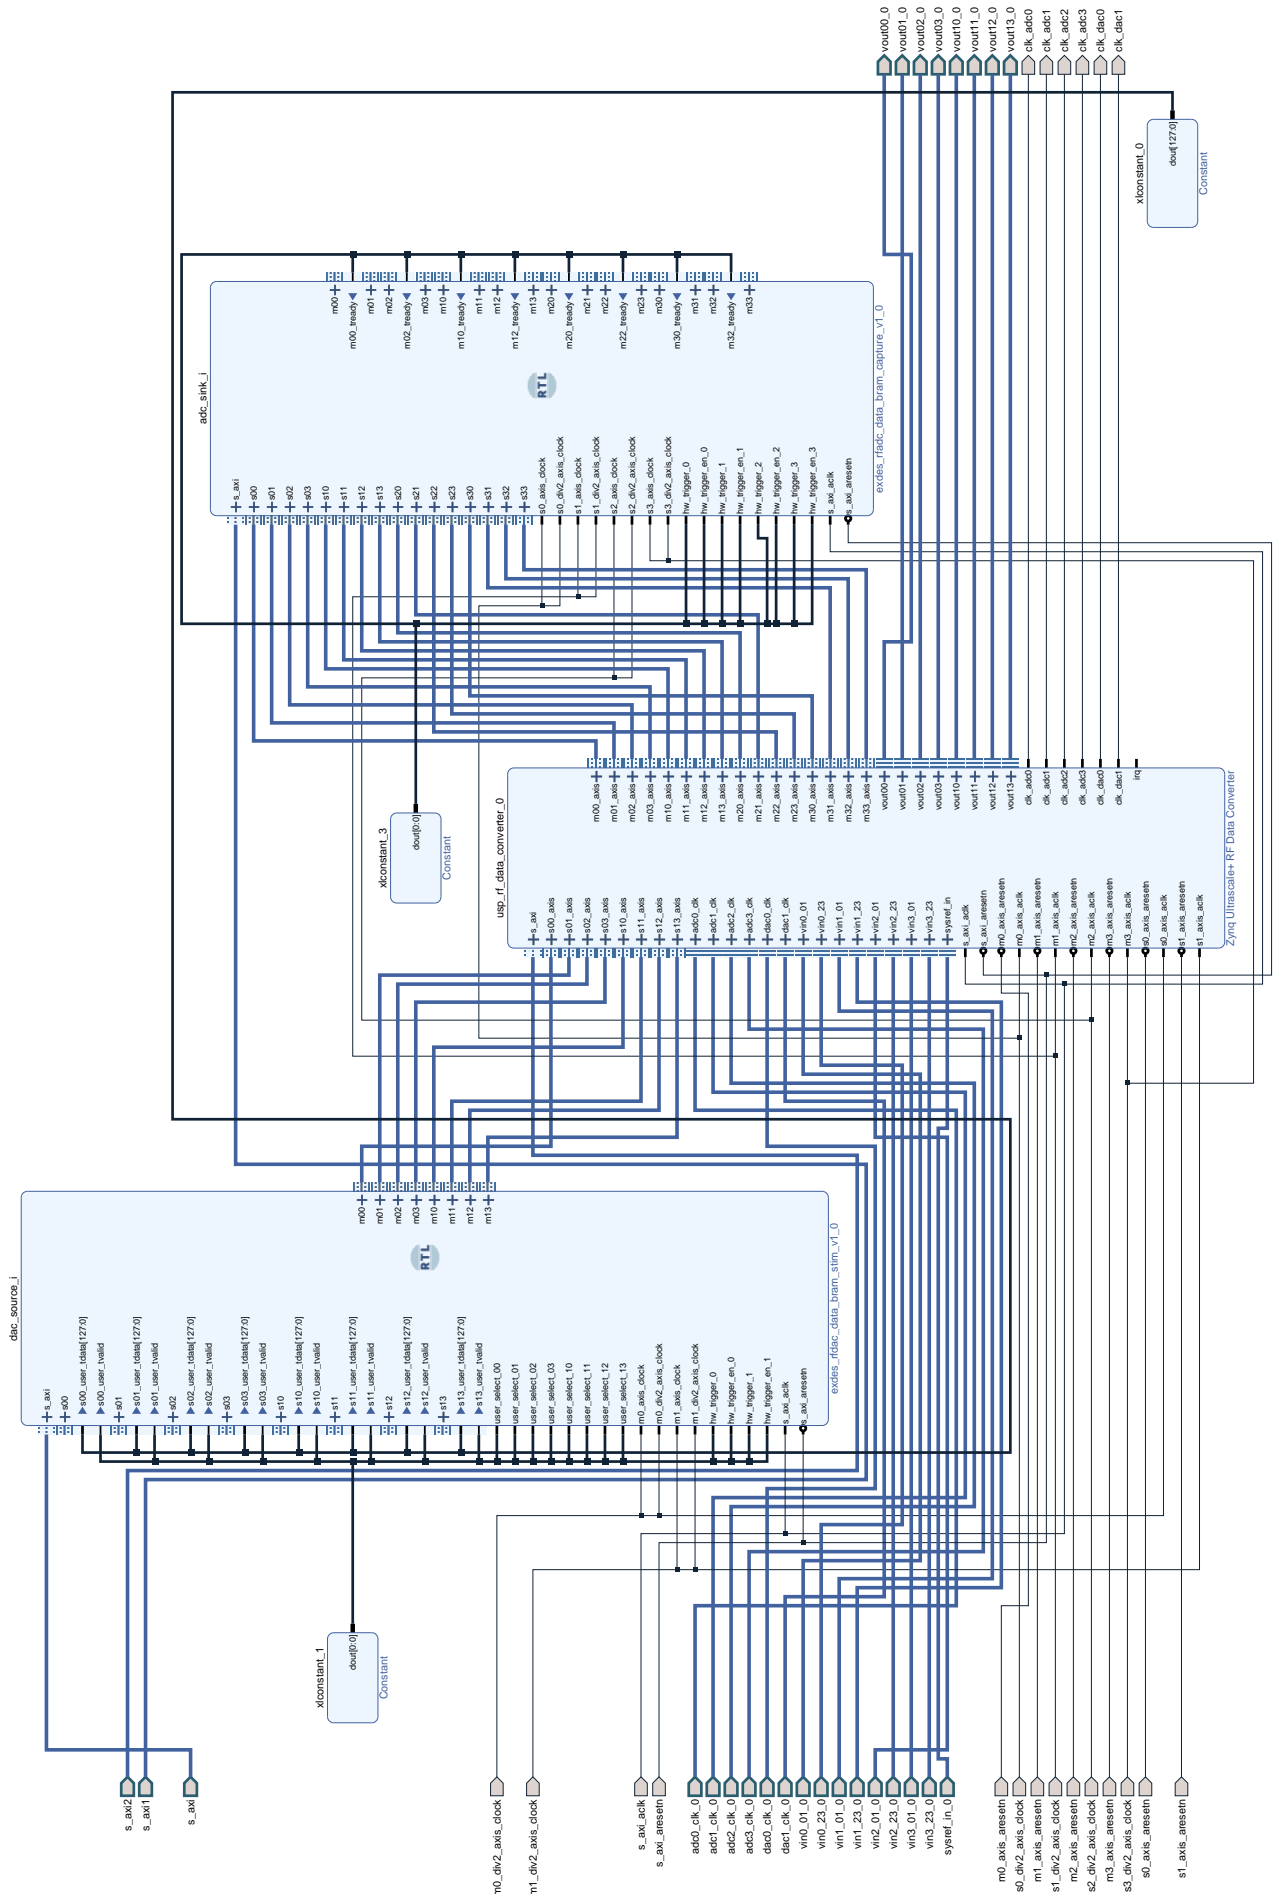 dac_source_i
s_axi
s00
s00_user_tdata[127:0]
s00_user_tvalid
s01
s01_user_tdata[127:0]
s01_user_tvalid
s02
s02_user_tdata[127:0]
s02_user_tvalid
s03
s03_user_tdata[127:0]
s03_user_tvalid
s10
s10_user_tdata[127:0]
s10_user_tvalid
s11
s11_user_tdata[127:0]
s11_user_tvalid
s12
s12_user_tdata[127:0]
s12_user_tvalid
s13
s13_user_tdata[127:0]
s13_user_tvalid
user_select_00
user_select_01
user_select_02
user_select_03
user_select_10
user_select_11
user_select_12
user_select_13
m0_axis_clock
m0_div2_axis_clock
m1_axis_clock
m1_div2_axis_clock
hw_trigger_0
hw_trigger_en_0
hw_trigger_1
hw_trigger_en_1
s_axi_aclk
s_axi_aresetn
m00
m01
m02
m03
m10
m11
m12
m13
RTL
exdes_rfdac_data_bram_stim_v1_0
xlconstant_1
dout[0:0]
Constant
s_axi2
s_axi1
s_axi
m0_div2_axis_clock
m1_div2_axis_clock
s_axi_aclk
s_axi_aresetn
adc0_clk_0
adc1_clk_0
adc2_clk_0
adc3_clk_0
dac0_clk_0
dac1_clk_0
vin0_01_0
vin0_23_0
vin1_01_0
vin1_23_0
vin2_01_0
vin2_23_0
vin3_01_0
vin3_23_0
sysref_in_0
m0_axis_aresetn
s0_div2_axis_clock
m1_axis_aresetn
s1_div2_axis_clock
m2_axis_aresetn
s2_div2_axis_clock
m3_axis_aresetn
s3_div2_axis_clock
s0_axis_aresetn
s1_axis_aresetn
usp_rf_data_converter_0
s_axi
s00_axis
s01_axis
s02_axis
s03_axis
s10_axis
s11_axis
s12_axis
s13_axis
adc0_clk
adc1_clk
adc2_clk
adc3_clk
dac0_clk
dac1_clk
vin0_01
vin0_23
vin1_01
vin1_23
vin2_01
vin2_23
vin3_01
vin3_23
sysref_in
s_axi_aclk
s_axi_aresetn
m0_axis_aresetn
m0_axis_aclk
m1_axis_aresetn
m1_axis_aclk
m2_axis_aresetn
m2_axis_aclk
m3_axis_aresetn
m3_axis_aclk
s0_axis_aresetn
s0_axis_aclk
s1_axis_aresetn
s1_axis_aclk
m00_axis
m01_axis
m02_axis
m03_axis
m10_axis
m11_axis
m12_axis
m13_axis
m20_axis
m21_axis
m22_axis
m23_axis
m30_axis
m31_axis
m32_axis
m33_axis
vout00
vout01
vout02
vout03
vout10
vout11
vout12
vout13
clk_adc0
clk_adc1
clk_adc2
clk_adc3
clk_dac0
clk_dac1
irq
Zynq Ultrascale+ RF Data Converter
xlconstant_3
dout[0:0]
Constant
adc_sink_i
s_axi
s00
s01
s02
s03
s10
s11
s12
s13
s20
s21
s22
s23
s30
s31
s32
s33
s0_axis_clock
s0_div2_axis_clock
s1_axis_clock
s1_div2_axis_clock
s2_axis_clock
s2_div2_axis_clock
s3_axis_clock
s3_div2_axis_clock
hw_trigger_0
hw_trigger_en_0
hw_trigger_1
hw_trigger_en_1
hw_trigger_2
hw_trigger_en_2
hw_trigger_3
hw_trigger_en_3
s_axi_aclk
s_axi_aresetn
m00
m00_tready
m01
m02
m02_tready
m03
m10
m10_tready
m11
m12
m12_tready
m13
m20
m20_tready
m21
m22
m22_tready
m23
m30
m30_tready
m31
m32
m32_tready
m33
RTL
exdes_rfadc_data_bram_capture_v1_0
vout00_0
vout01_0
vout02_0
vout03_0
vout10_0
vout11_0
vout12_0
vout13_0
clk_adc0
clk_adc1
clk_adc2
clk_adc3
clk_dac0
clk_dac1
xlconstant_0
dout[127:0]
Constant